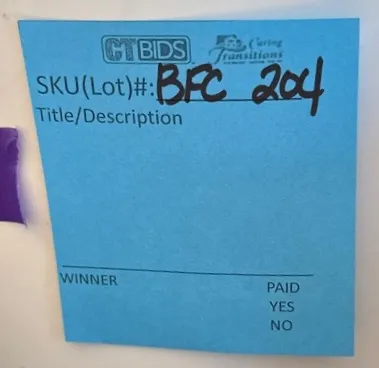 CTBIDS Caring Transitions
SKU(Lot)#: BFC 204
Title/Description
WINNER PAID
YES
NO